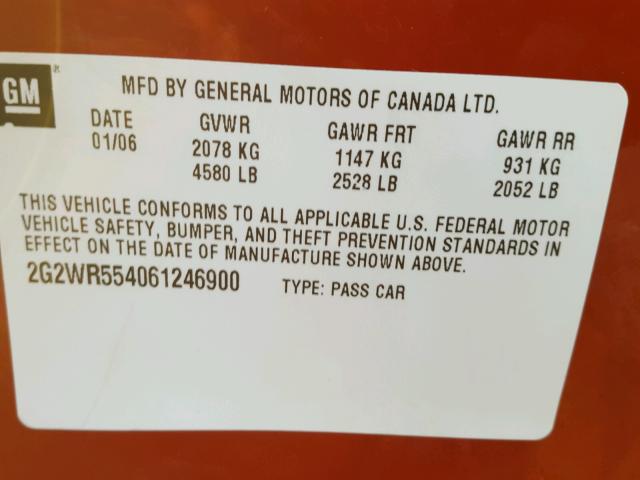 GM®
MFD BY GENERAL MOTORS OF CANADA LTD.
DATE GVWR GAWR FRT GAWR RR
01/06 2078 KG 1147 KG 931 KG
4580 LB 2528 LB 2052 LB
THIS VEHICLE CONFORMS TO ALL APPLICABLE U.S. FEDERAL MOTOR
VEHICLE SAFETY, BUMPER, AND THEFT PREVENTION STANDARDS IN
EFFECT ON THE DATE OF MANUFACTURE SHOWN ABOVE.
2G2WR554061246900 TYPE: PASS CAR